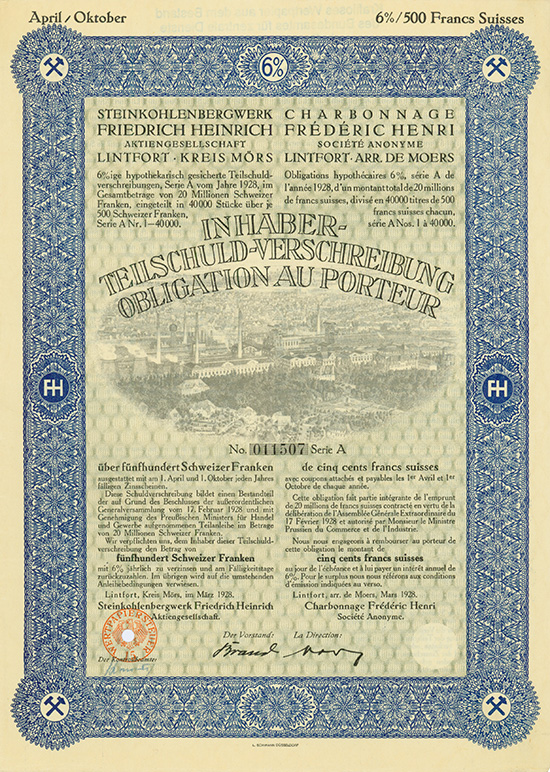 April / Oktober
6%/500 Francs Suisses
6%
STEINKOHLENBERGWERK
FRIEDRICH HEINRICH
AKTIENGESELLSCHAFT
LINTFORT · KREIS MÖRS
6%ige hypothekarisch gesicherte Teilschuld-
verschreibungen, Serie A vom Jahre 1928, im
Gesamtbetrage von 20 Millionen Schweizer
Franken, eingeteilt in 40000 Stücke über je
500 Schweizer Franken,
Serie A Nr. 1—40000.
CHARBONNAGE
FRÉDÉRIC HENRI
SOCIÉTÉ ANONYME
LINTFORT · ARR. DE MOERS
Obligations hypothécaires 6%, série A de
l'année 1928, d'un montant total de 20 millions
de francs suisses, divisé en 40000 titres de 500
francs suisses chacun,
série A Nos. 1 à 40000.
INHABER-
TEILSCHULD-VERSCHREIBUNG
OBLIGATION AU PORTEUR
FH
FH
No. 011507 Serie A
über fünfhundert Schweizer Franken
ausgestattet mit am 1. April und 1. Oktober jeden Jahres
fälligen Zinsscheinen.
Diese Schuldverschreibung bildet einen Bestandteil
der auf Grund des Beschlusses der außerordentlichen
Generalversammlung vom 17. Februar 1928 und mit
Genehmigung des Preußischen Ministers für Handel
und Gewerbe aufgenommenen Teilanleihe im Betrage
von 20 Millionen Schweizer Franken.
Wir verpflichten uns, dem Inhaber dieser Teilschuld-
verschreibung den Betrag von
fünfhundert Schweizer Franken
mit 6% jährlich zu verzinsen und am Fälligkeitstage
zurückzuzahlen. Im übrigen wird auf die umstehenden
Anleihebedingungen verwiesen.
Lintfort, Kreis Mörs, im März 1928.
Steinkohlenbergwerk Friedrich Heinrich
Aktiengesellschaft.
de cinq cents francs suisses
avec coupons attachés et payables les 1er Avril et 1er
Octobre de chaque année.
Cette obligation fait partie intégrante de l'emprunt
de 20 millions de francs suisses contracté en vertu de la
délibération de l'Assemblée Générale Extraordinaire du
17 Février 1928 et autorisé par Monsieur le Ministre
Prussien du Commerce et de l'Industrie.
Nous nous engageons à rembourser au porteur de
cette obligation le montant de
cinq cents francs suisses
au jour de l'échéance et à lui payer un intérêt annuel de
6%. Pour le surplus nous nous référons aux conditions
d'émission indiquées au verso.
Lintfort, arr. de Moers, Mars 1928.
Charbonnage Frédéric Henri
Société Anonyme.
WERTPAPIERSTEUER
Der Kontrollbeamte:
Der Vorstand:
La Direction: